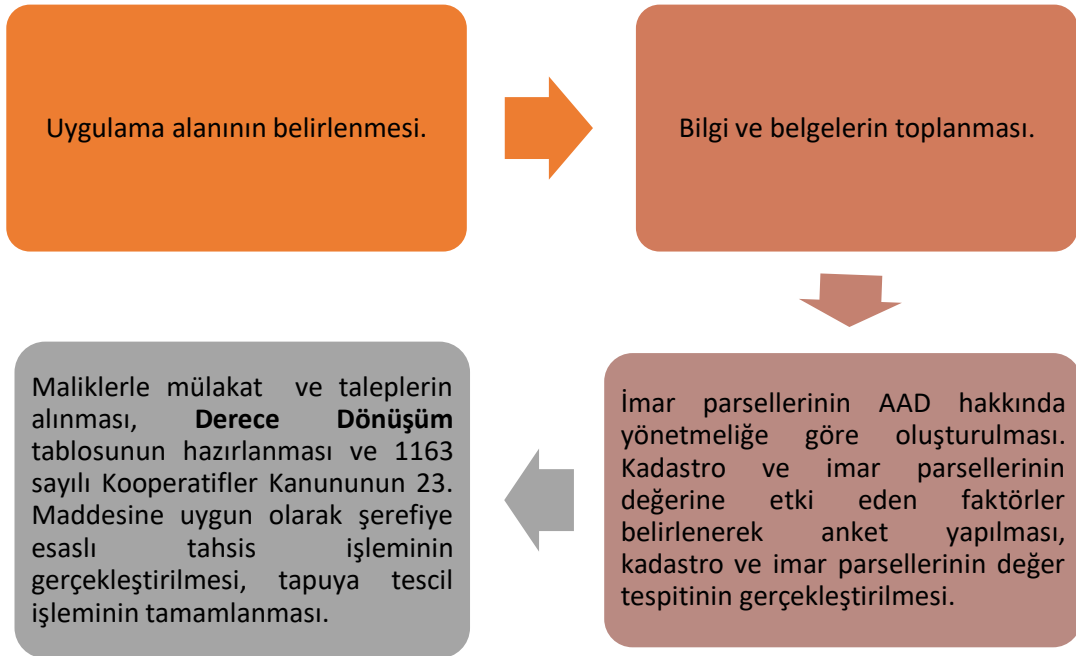 Uygulama alanının belirlenmesi.
Bilgi ve belgelerin toplanması.
İmar parsellerinin AAD hakkında
yönetmeliğe göre oluşturulması.
Kadastro ve imar parsellerinin
değerine etki eden faktörler
belirlenerek anket yapılması,
kadastro ve imar parsellerinin değer
tespitinin gerçekleştirilmesi.
Maliklerle mülakat ve taleplerin
alınması, Derece Dönüşüm
tablosunun hazırlanması ve 1163
sayılı Kooperatifler Kanununun 23.
Maddesine uygun olarak şerefiye
esaslı tahsis işleminin
gerçekleştirilmesi, tapuya tescil
işleminin tamamlanması.